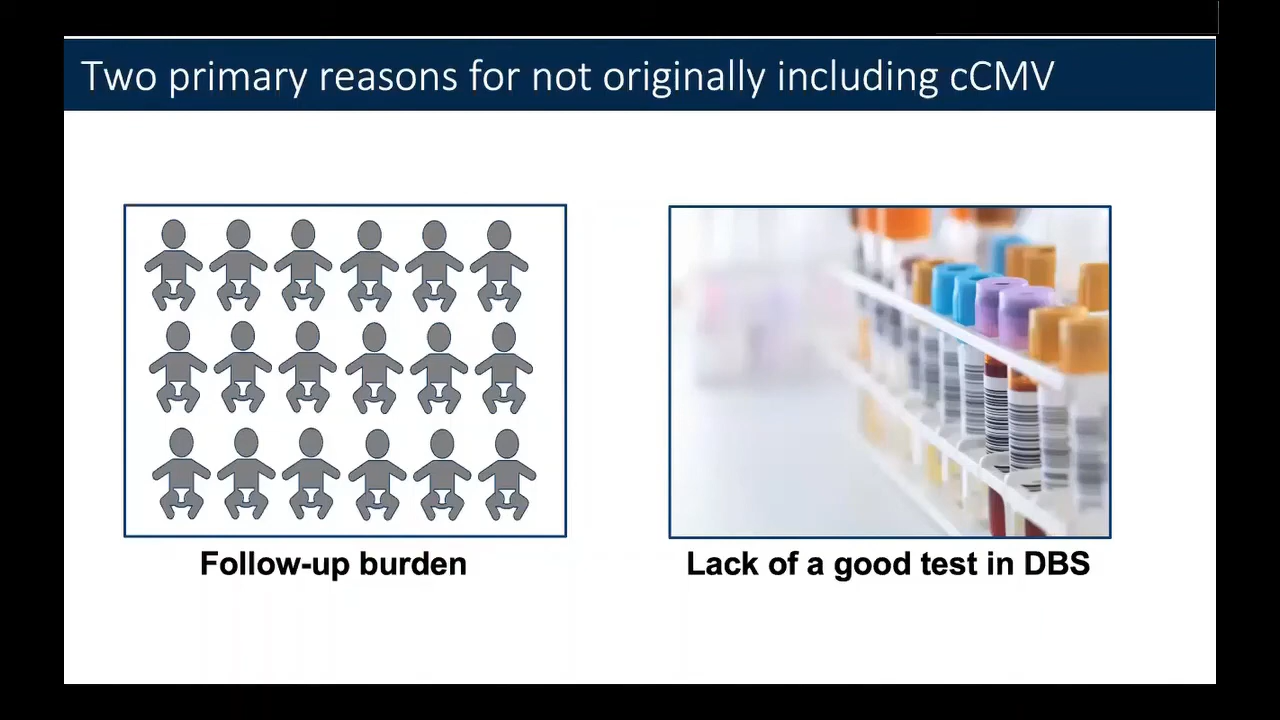 Two primary reasons for not originally including cCMV
Follow-up burden
Lack of a good test in DBS